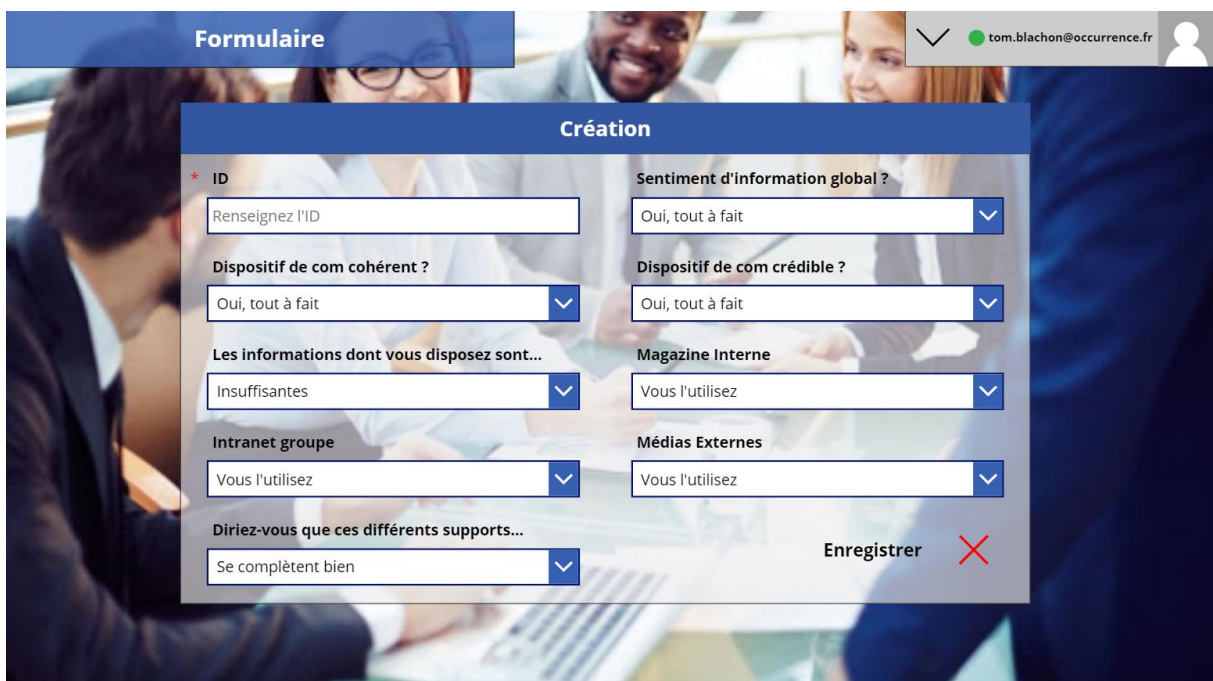 Formulaire
tom.blachon@occurrence.fr
Création
* ID
Sentiment d'information global ?
Renseignez l'ID
Oui, tout à fait
Dispositif de com cohérent ?
Dispositif de com crédible ?
Oui, tout à fait
Oui, tout à fait
Les informations dont vous disposez sont...
Magazine Interne
Insuffisantes
Vous l'utilisez
Intranet groupe
Médias Externes
Vous l'utilisez
Vous l'utilisez
Diriez-vous que ces différents supports...
Enregistrer
Se complètent bien